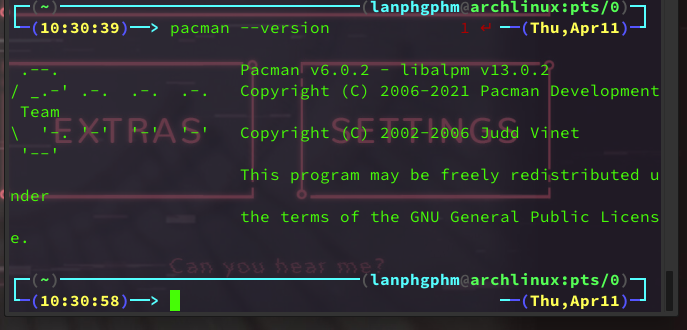 (~) (lanphgphm@archlinux:pts/0)
(10:30:39)──> pacman --version 1 ↵ (Thu,Apr11)
.--. Pacman v6.0.2 - libalpm v13.0.2
/ _.-' .-. .-. .-. Copyright (C) 2006-2021 Pacman Development
Team
\ '-. '-' '-' '-' Copyright (C) 2002-2006 Judd Vinet
'--'
This program may be freely redistributed u
nder
the terms of the GNU General Public Licens
e.
EXTRAS
SETTINGS
Can you hear me?
(~) (lanphgphm@archlinux:pts/0)
(10:30:58)──> (Thu,Apr11)